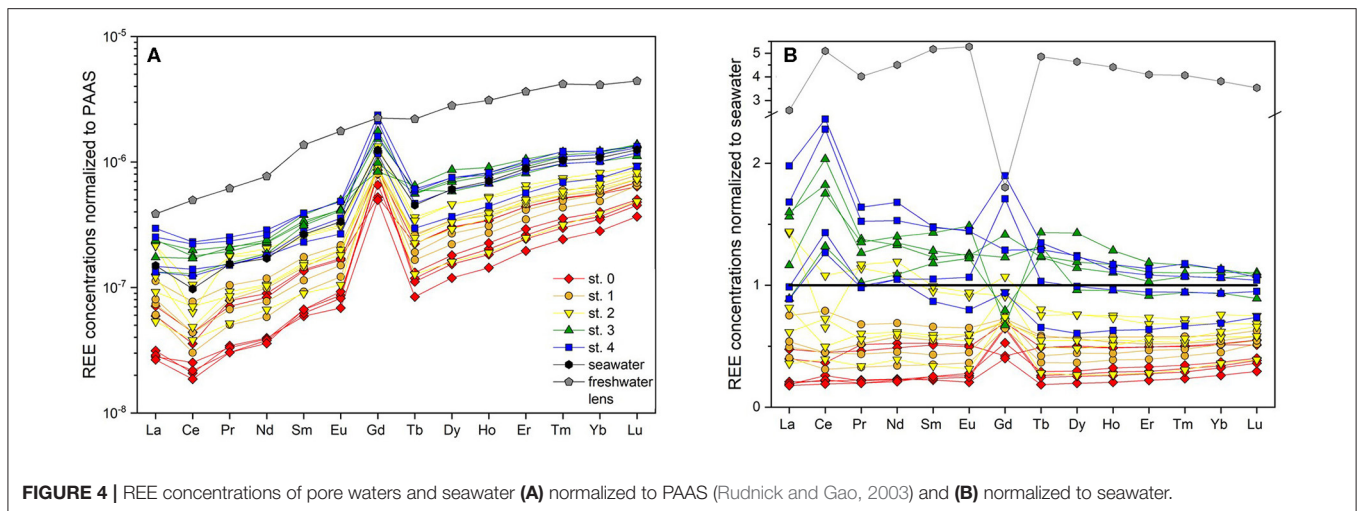 A
REE concentrations normalized to PAAS
10-5
10-6
10-7
10-8
La Ce Pr Nd Sm Eu Gd Tb Dy Ho Er Tm Yb Lu
st. 0
st. 1
st. 2
st. 3
st. 4
seawater
freshwater
lens
B
REE concentrations normalized to seawater
5
4
3
2
1
0
La Ce Pr Nd Sm Eu Gd Tb Dy Ho Er Tm Yb Lu
FIGURE 4 | REE concentrations of pore waters and seawater (A) normalized to PAAS (Rudnick and Gao, 2003) and (B) normalized to seawater.